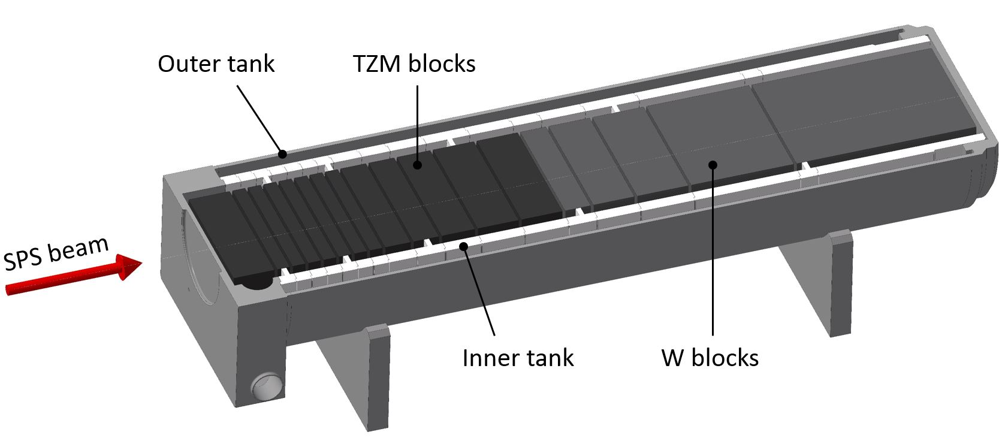 Outer tank
TZM blocks
SPS beam
Inner tank
W blocks